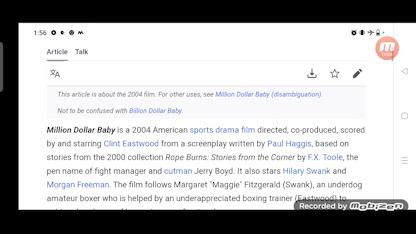 1:56
Article Talk
This article is about the 2004 film. For other uses, see Million Dollar Baby (disambiguation).
Not to be confused with Billion Dollar Baby.
Million Dollar Baby is a 2004 American sports drama film directed, co-produced, scored
by and starring Clint Eastwood from a screenplay written by Paul Haggis, based on
stories from the 2000 collection Rope Burns: Stories from the Corner by F.X. Toole, the
pen name of fight manager and cutman Jerry Boyd. It also stars Hilary Swank and
Morgan Freeman. The film follows Margaret "Maggie" Fitzgerald (Swank), an underdog
amateur boxer who is helped by an underappreciated boxing trainer (Eastwood) to
Recorded by Mobizen